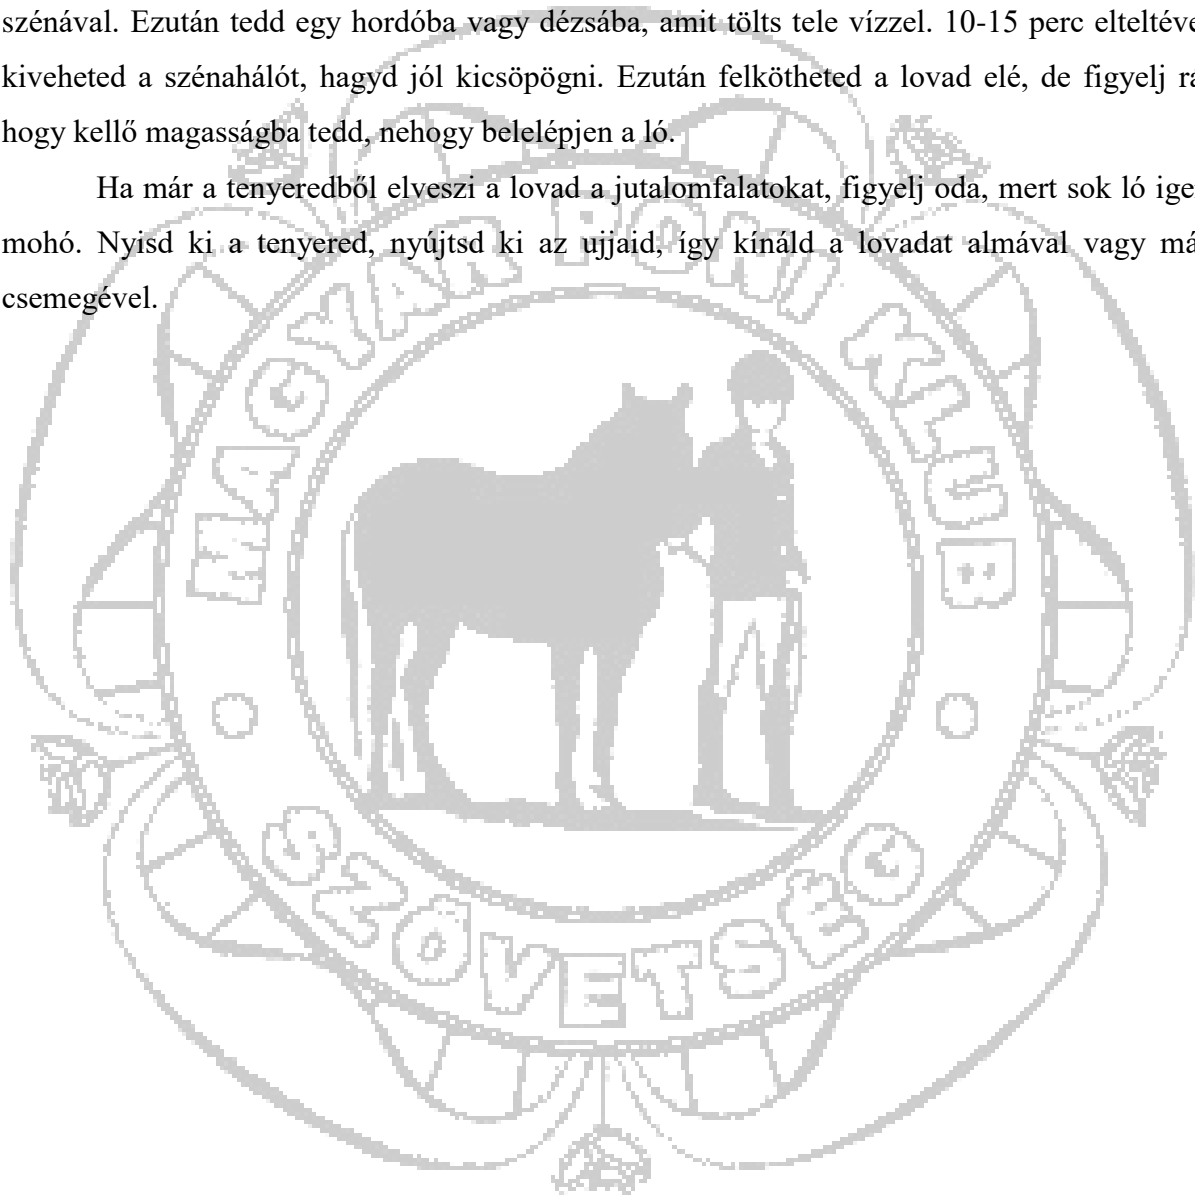 szénával. Ezután tedd egy hordóba vagy dézsába, amit tölts tele vízzel. 10-15 perc eltéve
kiveheted a szénahálót, hagyd jól kicsöpögni. Ezután felkötheted a lovad elé, de figyelj rá
hogy kellő magasságba tedd, nehogy belelépjen a ló.
Ha már a tenyeredből elveszi a lovad a jutalomfalatokat, figyelj oda, mert sok ló ige
mohó. Nyisd ki a tenyered, nyújtsd ki az ujjaid, így kínáld a lovadat almával vagy má
csemegével.
MAGYAR PONI KLUB
SZÖVETSÉG